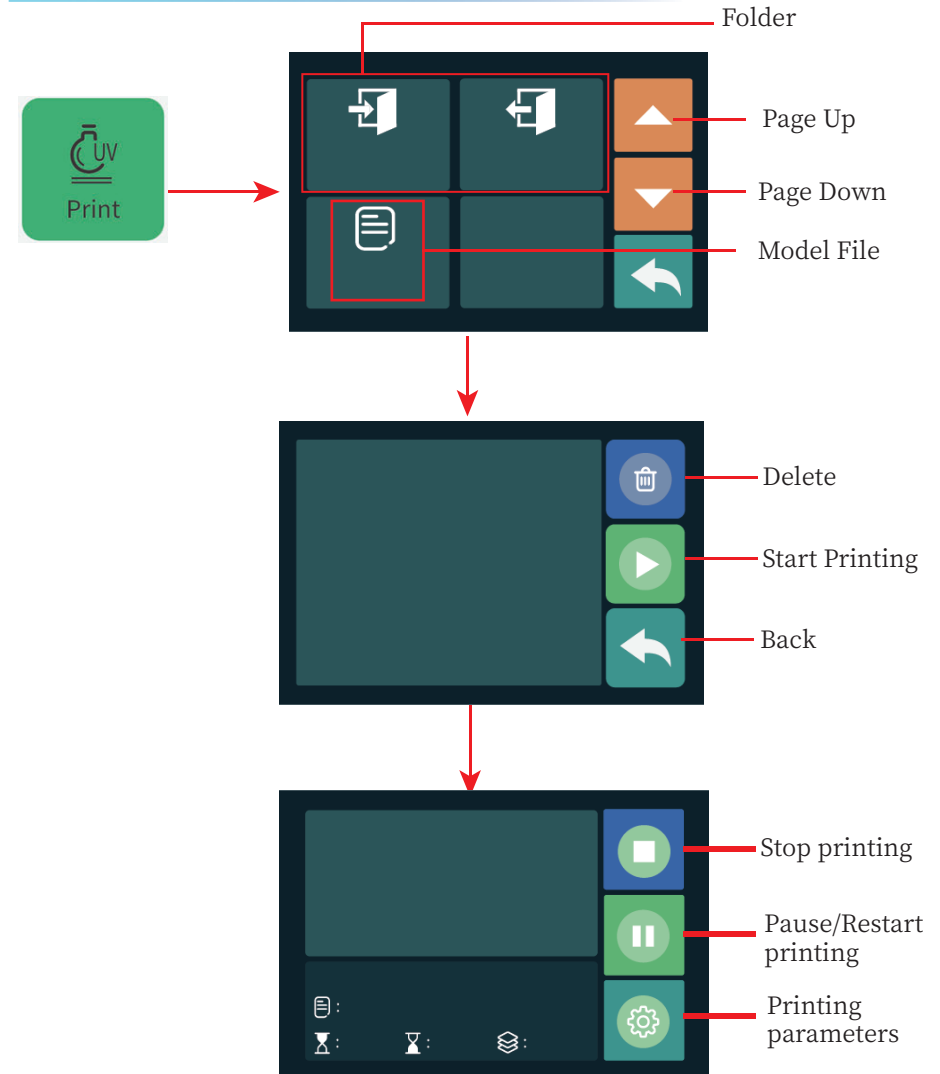 Folder
UV
Print
Page Up
Page Down
Model File
Delete
Start Printing
Back
Stop printing
Pause/Restart
printing
Printing
parameters
:
: : :